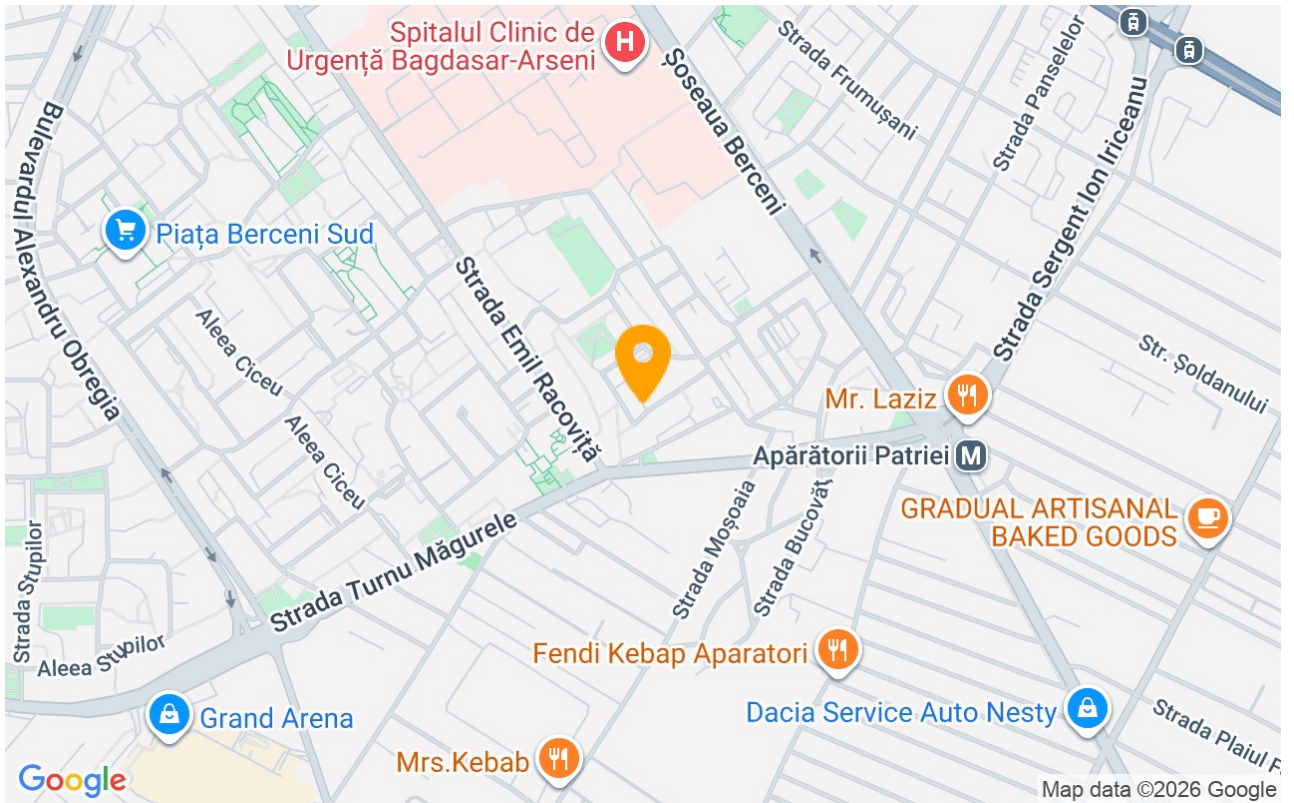 Spitalul Clinic de
Urgență Bagdasar-Arseni
H
Șoseaua Berceni
Strada Frumușani
Strada Panselelor
Strada Sergent Ion Iriceanu
Bulevardul Alexandru Obregia
Piața Berceni Sud
Strada Emil Racoviță
Aleea Ciceu
Aleea Ciceu
Str. Șoldanului
Mr. Laziz
Apărătorii Patriei M
GRADUAL ARTISANAL
BAKED GOODS
Strada Turnu Măgurele
Strada Moșoaia
Strada Bucovăț
Strada Stupilor
Aleea Stupilor
Fendi Kebap Aparatori
Grand Arena
Dacia Service Auto Nesty
Strada Plaiul F
Mrs.Kebab
Google
Map data ©2026 Google